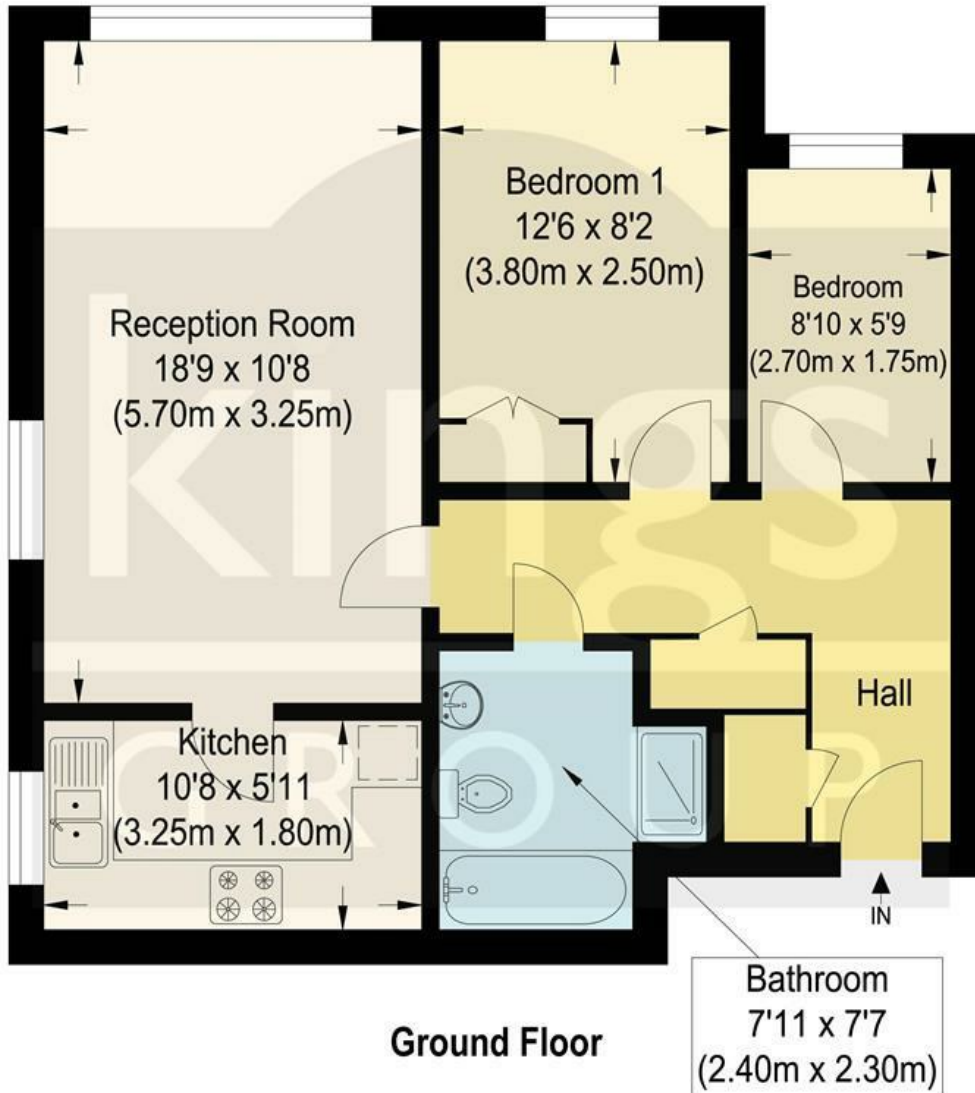 Reception Room
18'9 x 10'8
(5.70m x 3.25m)
Bedroom 1
12'6 x 8'2
(3.80m x 2.50m)
Bedroom
8'10 x 5'9
(2.70m x 1.75m)
Kitchen
10'8 x 5'11
(3.25m x 1.80m)
Hall
IN
Bathroom
7'11 x 7'7
(2.40m x 2.30m)
Ground Floor
kings
GROUP